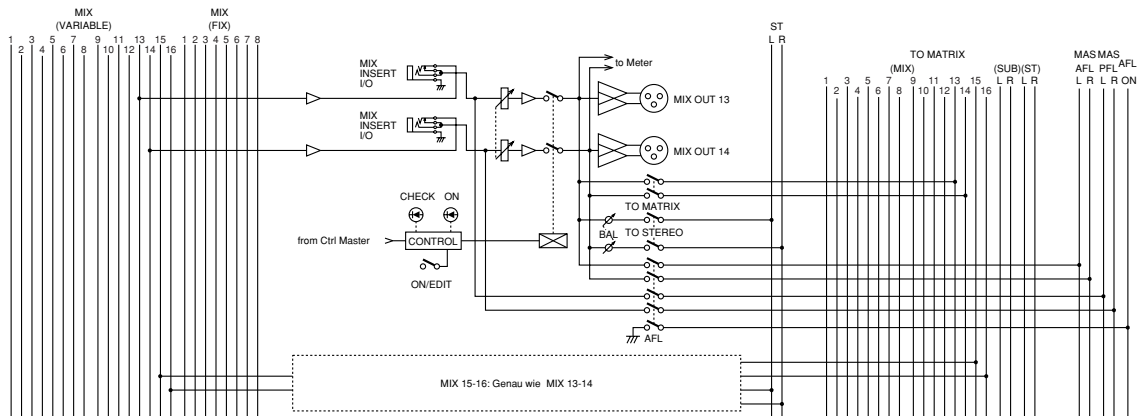 MIX
(VARIABLE)
1 2 3 4 5 6 7 8 9 10 11 12 13 14 15 16
MIX
(FIX)
1 2 3 4 5 6 7 8
MIX
INSERT
I/O
MIX
INSERT
I/O
to Meter
MIX OUT 13
MIX OUT 14
ST
L R
TO MATRIX
(MIX)
1 2 3 4 5 6 7 8 9 10 11 12 13 14 15 16
(SUB)(ST)
L R L R
MAS MAS
AFL PFL AFL
L R L R ON
CHECK ON
from Ctrl Master
CONTROL
ON/EDIT
TO MATRIX
BAL
TO STEREO
AFL
MIX 15-16: Genau wie MIX 13-14